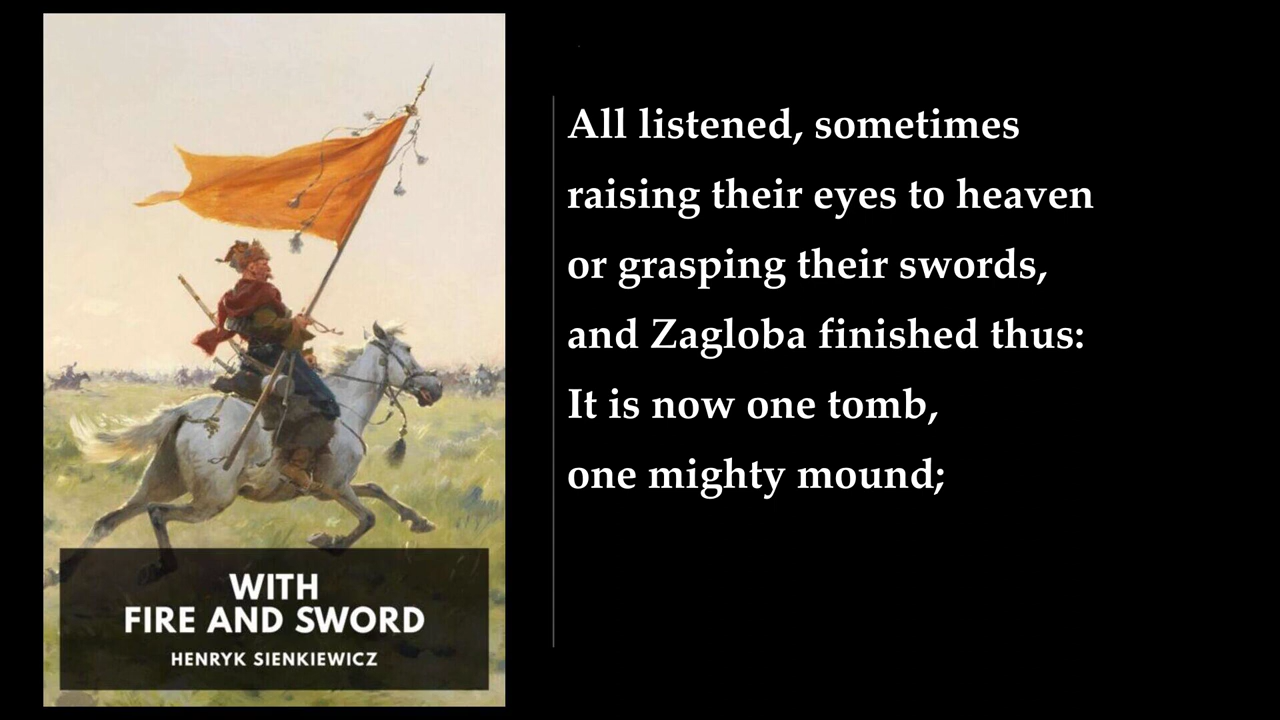 WITH
FIRE AND SWORD
HENRYK SIENKIEWICZ
All listened, sometimes
raising their eyes to heaven
or grasping their swords,
and Zagloba finished thus:
It is now one tomb,
one mighty mound;